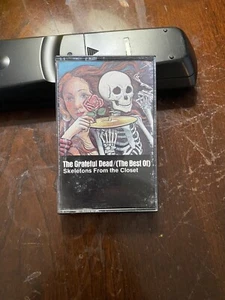 The Grateful Dead/(The Best Of)
Skeletons From the Closet